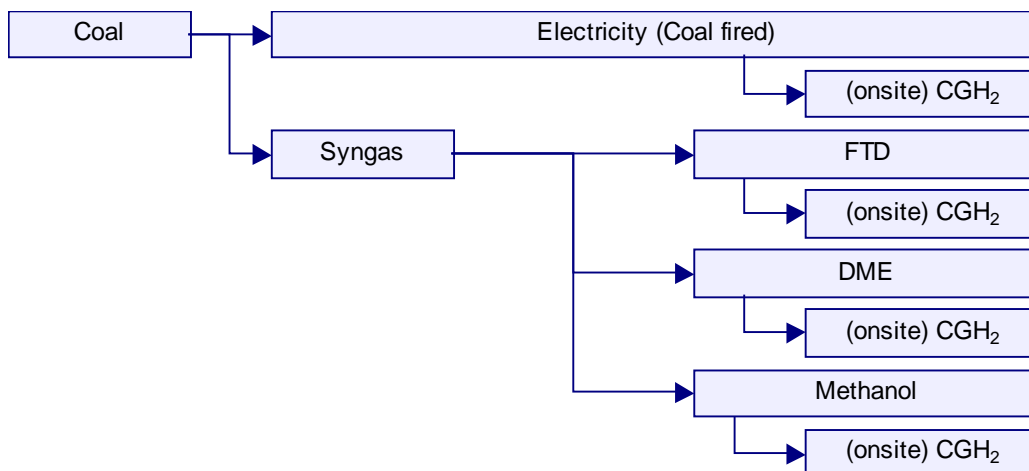 Coal
Electricity (Coal fired)
(onsite) CGH₂
Syngas
FTD
(onsite) CGH₂
DME
(onsite) CGH₂
Methanol
(onsite) CGH₂